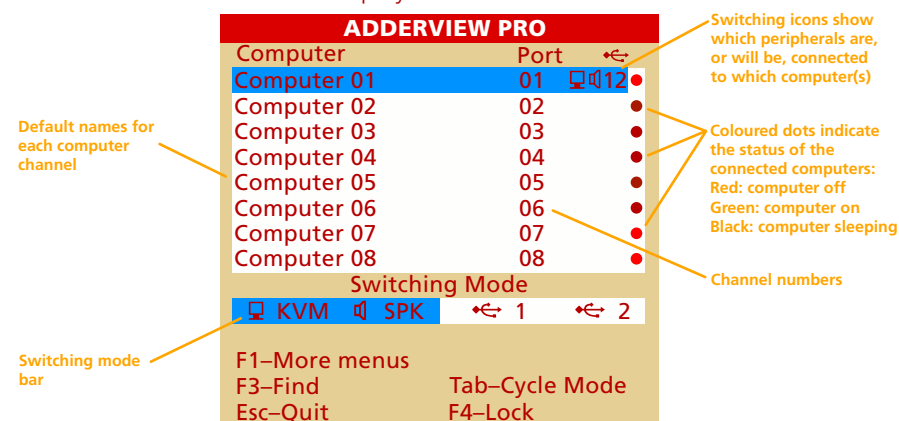 ADDERVIEW PRO
Computer Port
Computer 01 01 12
Computer 02 02
Computer 03 03
Computer 04 04
Computer 05 05
Computer 06 06
Computer 07 07
Computer 08 08
Switching Mode
KVM SPK 1 2
F1–More menus
F3–Find Tab–Cycle Mode
Esc–Quit F4–Lock
Default names for
each computer
channel
Switching mode
bar
Switching icons show
which peripherals are,
or will be, connected
to which computer(s)
Coloured dots indicate
the status of the
connected computers:
Red: computer off
Green: computer on
Black: computer sleeping
Channel numbers